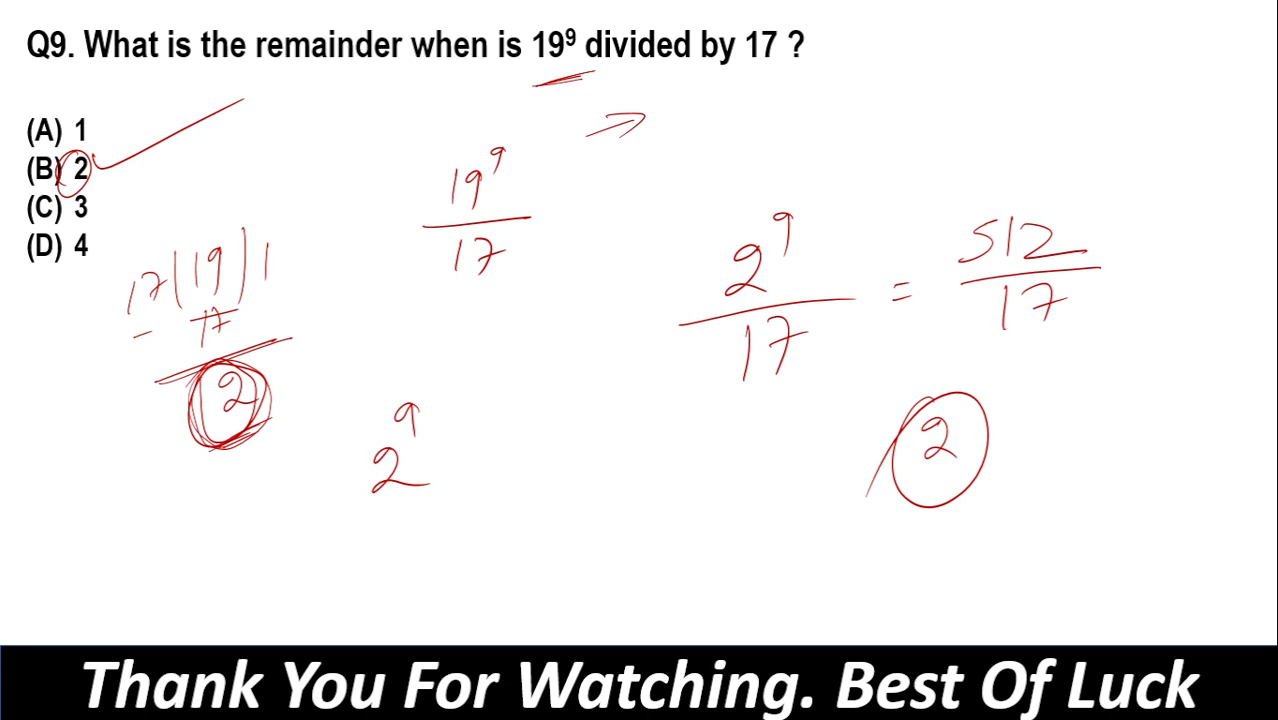 Q9. What is the remainder when is 19⁹ divided by 17 ?
(A) 1
(B) 2
(C) 3
(D) 4
19⁹
17
17(19)1
- 17
2
2⁹
2⁹ = 512
17 17
2
Thank You For Watching. Best Of Luck